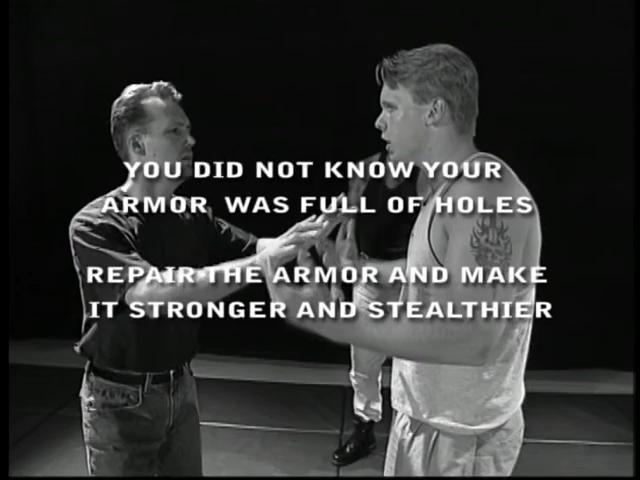 YOU DID NOT KNOW YOUR
ARMOR WAS FULL OF HOLES
REPAIR THE ARMOR AND MAKE
IT STRONGER AND STEALTHIER